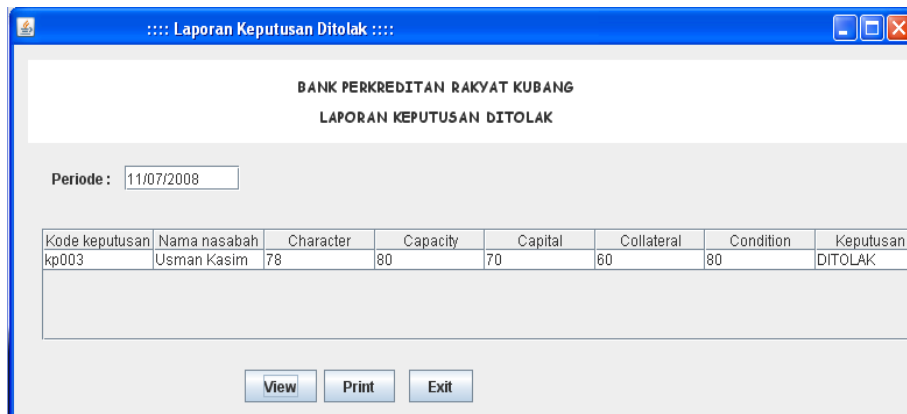 :::: Laporan Keputusan Ditolak ::::
BANK PERKREDITAN RAKYAT KUBANG
LAPORAN KEPUTUSAN DITOLAK
Periode : 11/07/2008
Kode keputusan Nama nasabah Character Capacity Capital Collateral Condition Keputusan
kp003 Usman Kasim 78 80 70 60 80 DITOLAK
View Print Exit